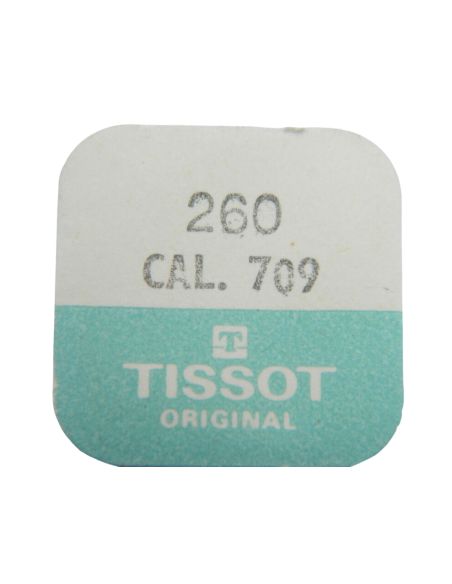 260
CAL. 709
T
TISSOT
ORIGINAL